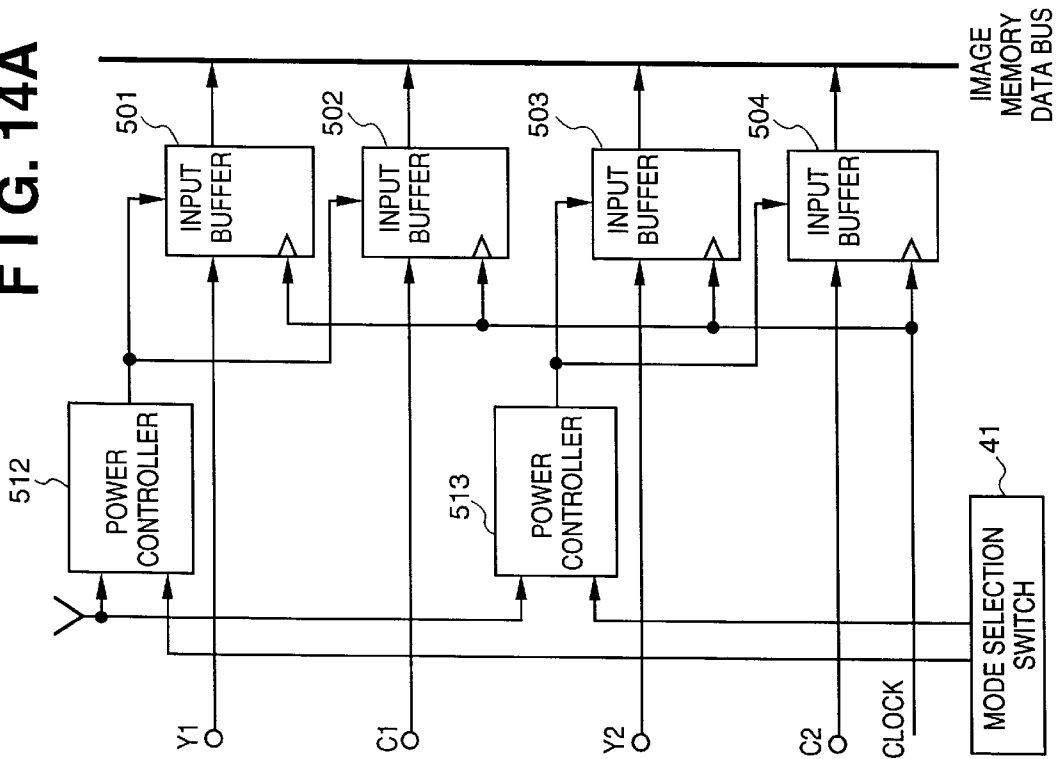 FIG. 14A
512
POWER
CONTROLLER
501
INPUT
BUFFER
Y1
502
INPUT
BUFFER
C1
513
POWER
CONTROLLER
503
INPUT
BUFFER
Y2
504
INPUT
BUFFER
C2
CLOCK
41
MODE SELECTION
SWITCH
IMAGE
MEMORY
DATA BUS